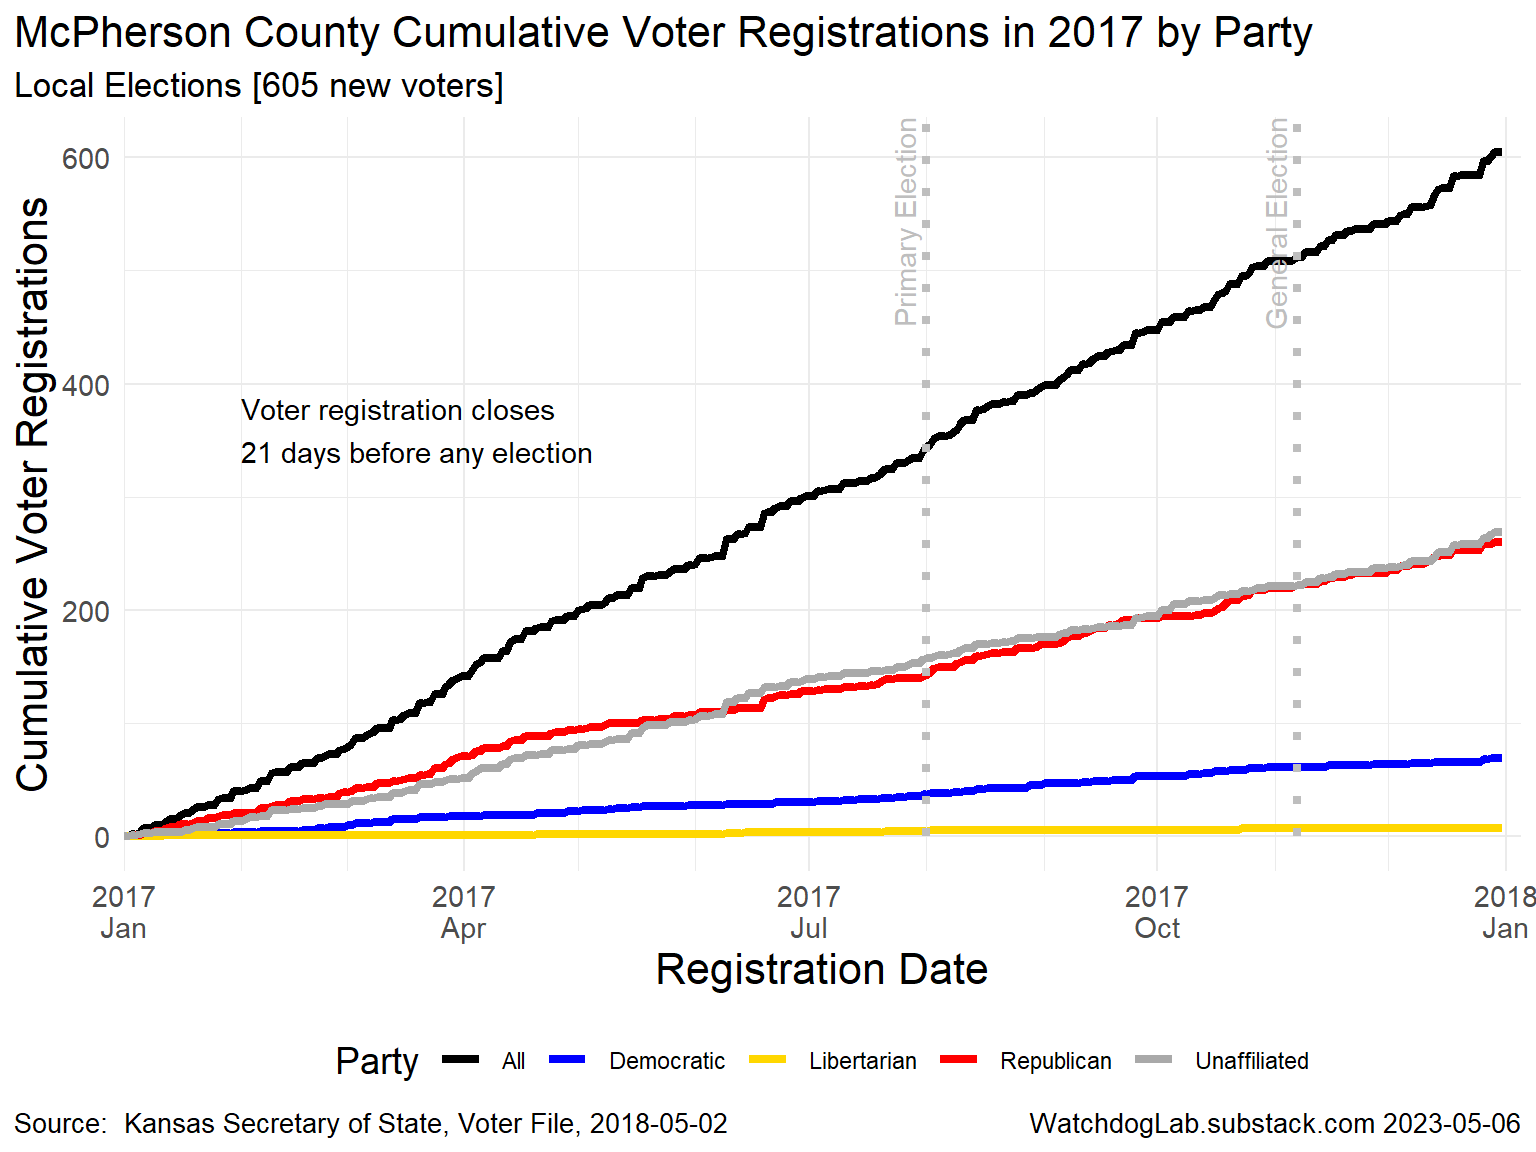 McPherson County Cumulative Voter Registrations in 2017 by Party
Local Elections [605 new voters]
Cumulative Voter Registrations
600
400
200
0
Primary Election
General Election
Voter registration closes
21 days before any election
2017 2017 2017 2017 2018
Jan Apr Jul Oct Jan
Registration Date
Party All Democratic Libertarian Republican Unaffiliated
Source:  Kansas Secretary of State, Voter File, 2018-05-02 WatchdogLab.substack.com 2023-05-06